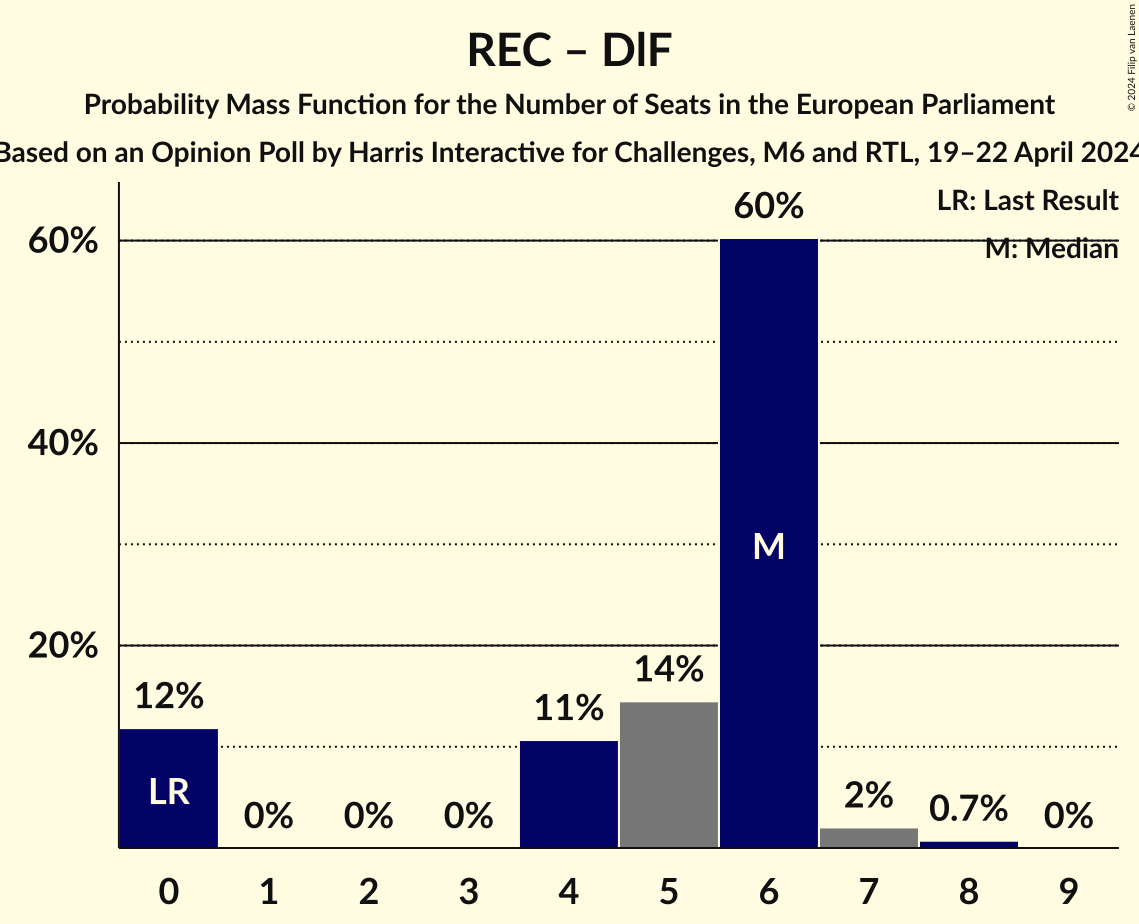 REC – DIF
Probability Mass Function for the Number of Seats in the European Parliament
Based on an Opinion Poll by Harris Interactive for Challenges, M6 and RTL, 19–22 April 2024
© 2024 Filip van Laenen
LR: Last Result
M: Median
60%
40%
20%
12%
0%
0%
0%
11%
14%
60%
2%
0.7%
0%
LR
M
0 1 2 3 4 5 6 7 8 9